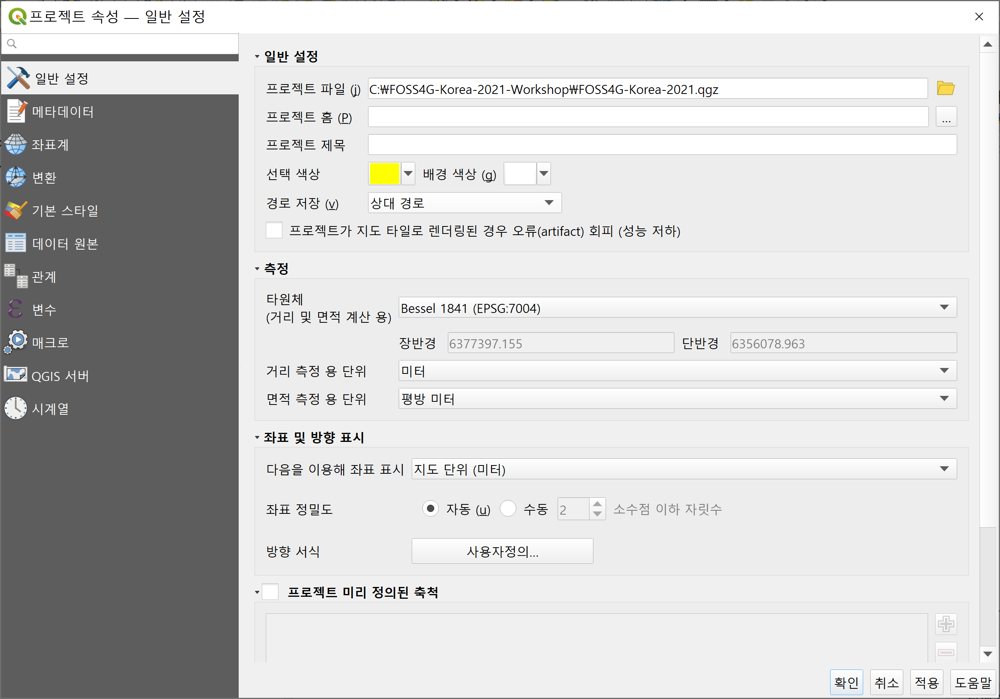 프로젝트 속성 — 일반 설정
일반 설정
메타데이터
좌표계
변환
기본 스타일
데이터 원본
관계
변수
매크로
QGIS 서버
시계열
일반 설정
프로젝트 파일 (j) C:₩FOSS4G-Korea-2021-Workshop₩FOSS4G-Korea-2021.qgz
프로젝트 홈 (P) ...
프로젝트 제목
선택 색상 배경 색상 (g)
경로 저장 (v) 상대 경로
프로젝트가 지도 타일로 렌더링된 경우 오류(artifact) 회피 (성능 저하)
측정
타원체
(거리 및 면적 계산 용) Bessel 1841 (EPSG:7004)
장반경 6377397.155 단반경 6356078.963
거리 측정 용 단위 미터
면적 측정 용 단위 평방 미터
좌표 및 방향 표시
다음을 이용해 좌표 표시 지도 단위 (미터)
좌표 정밀도 자동 (u) 수동 2 소수점 이하 자릿수
방향 서식 사용자정의...
프로젝트 미리 정의된 축척
확인 취소 적용 도움말